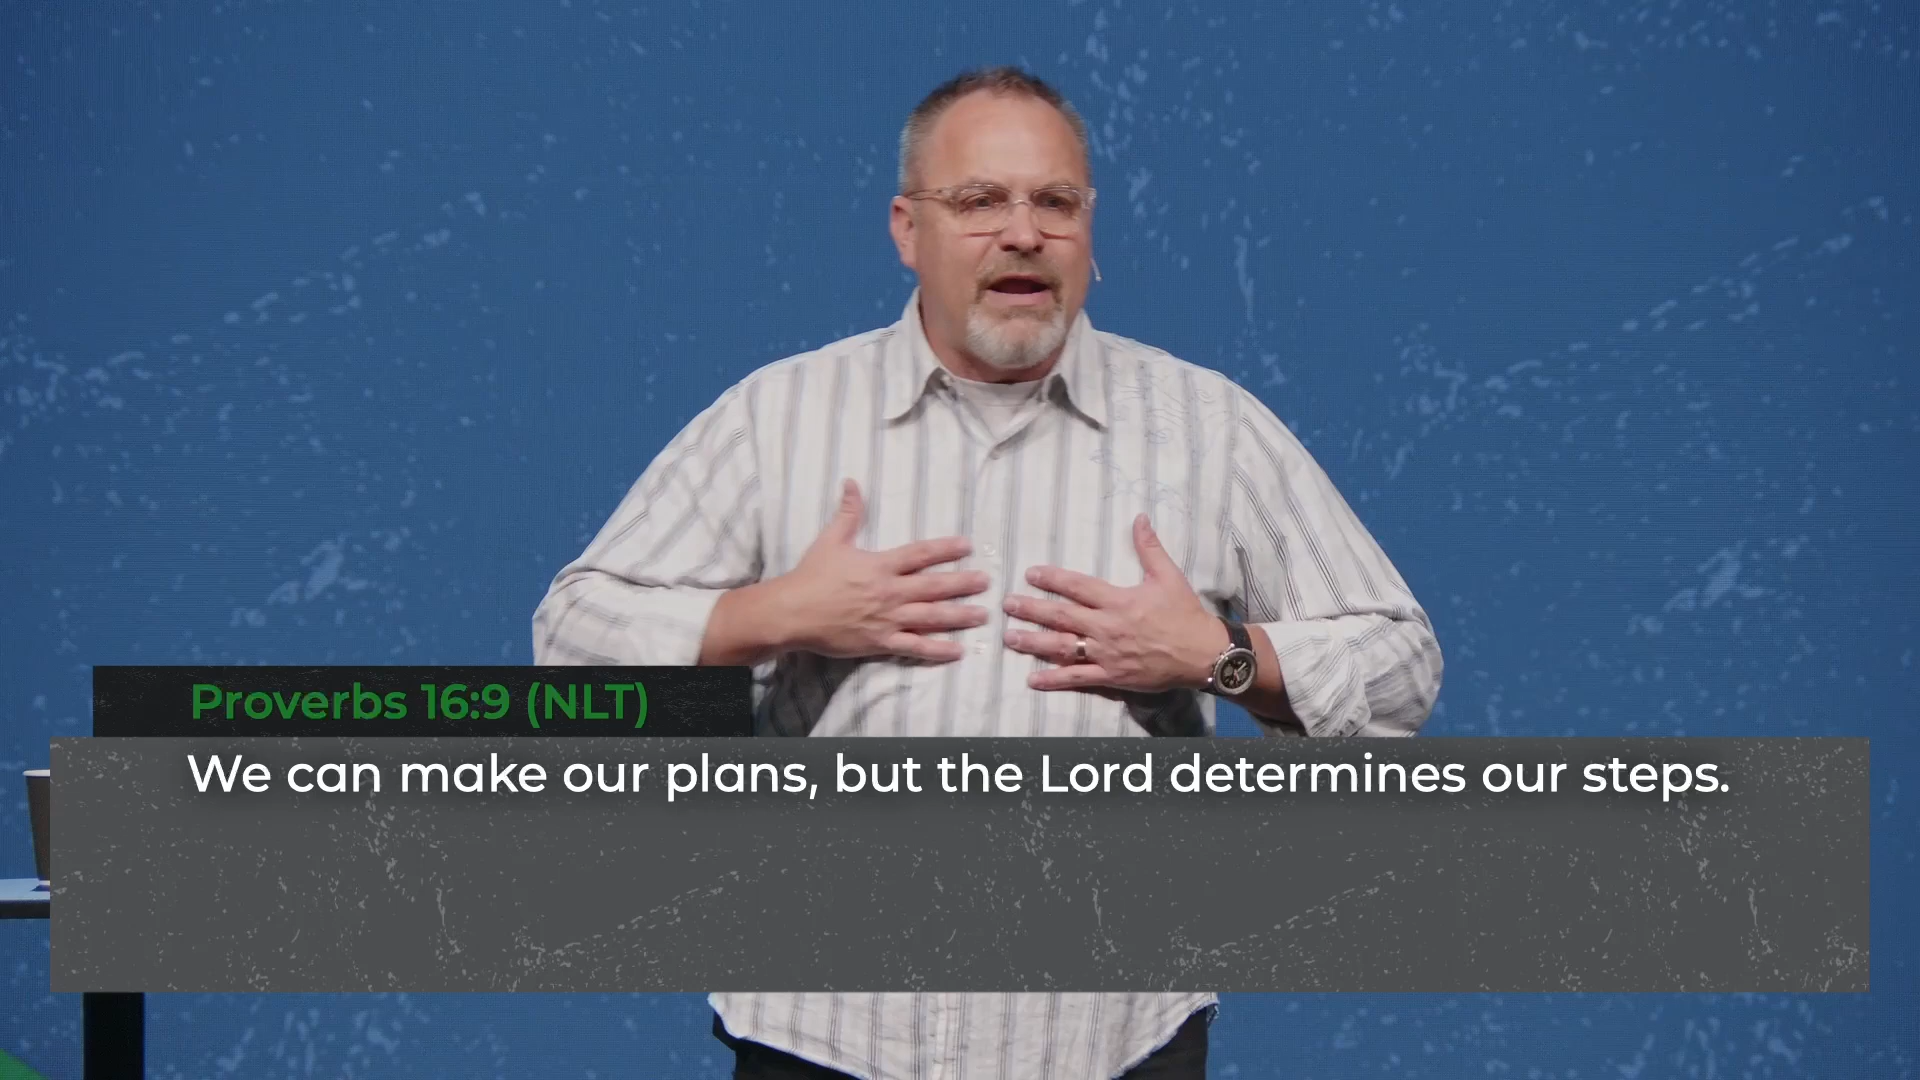 Proverbs 16:9 (NLT)
We can make our plans, but the Lord determines our steps.